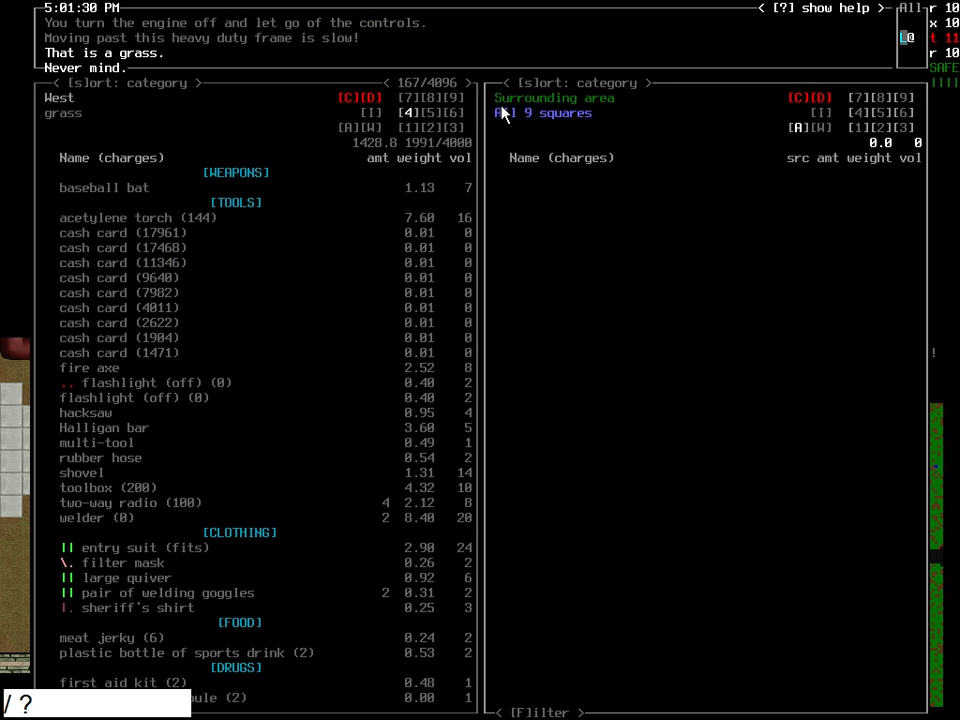 5:01:30 PM < [?] show help >
You turn the engine off and let go of the controls.
Moving past this heavy duty frame is slow!
That is a grass.
Never mind.
All
L@
r 10
x 10
t 11
r 10
SAFE
||||
< [s]ort: category > < 167/4096 >
West [C][D] [7][8][9]
grass [I] [4][5][6]
[A][W] [1][2][3]
1428.8 1991/4000
Name (charges) amt weight vol
[WEAPONS]
baseball bat 1.13 7
[TOOLS]
acetylene torch (144) 7.60 16
cash card (17961) 0.01 0
cash card (17468) 0.01 0
cash card (11346) 0.01 0
cash card (9640) 0.01 0
cash card (7982) 0.01 0
cash card (4011) 0.01 0
cash card (2622) 0.01 0
cash card (1904) 0.01 0
cash card (1471) 0.01 0
fire axe 2.52 8
.. flashlight (off) (0) 0.40 2
flashlight (off) (0) 0.40 2
hacksaw 0.95 4
Halligan bar 3.60 5
multi-tool 0.49 1
rubber hose 0.54 2
shovel 1.31 14
toolbox (200) 4.32 10
two-way radio (100) 4 2.12 8
welder (0) 2 8.40 20
[CLOTHING]
|| entry suit (fits) 2.90 24
\. filter mask 0.26 2
|| large quiver 0.92 6
|| pair of welding goggles 2 0.31 2
|. sheriff's shirt 0.25 3
[FOOD]
meat jerky (6) 0.24 2
plastic bottle of sports drink (2) 0.53 2
[DRUGS]
first aid kit (2) 0.48 1
(2) 0.00 1
/ ?
< [s]ort: category >
Surrounding area [C][D] [7][8][9]
All 9 squares [I] [4][5][6]
[A][W] [1][2][3]
0.0 0
Name (charges) src amt weight vol
< [F]ilter >
!